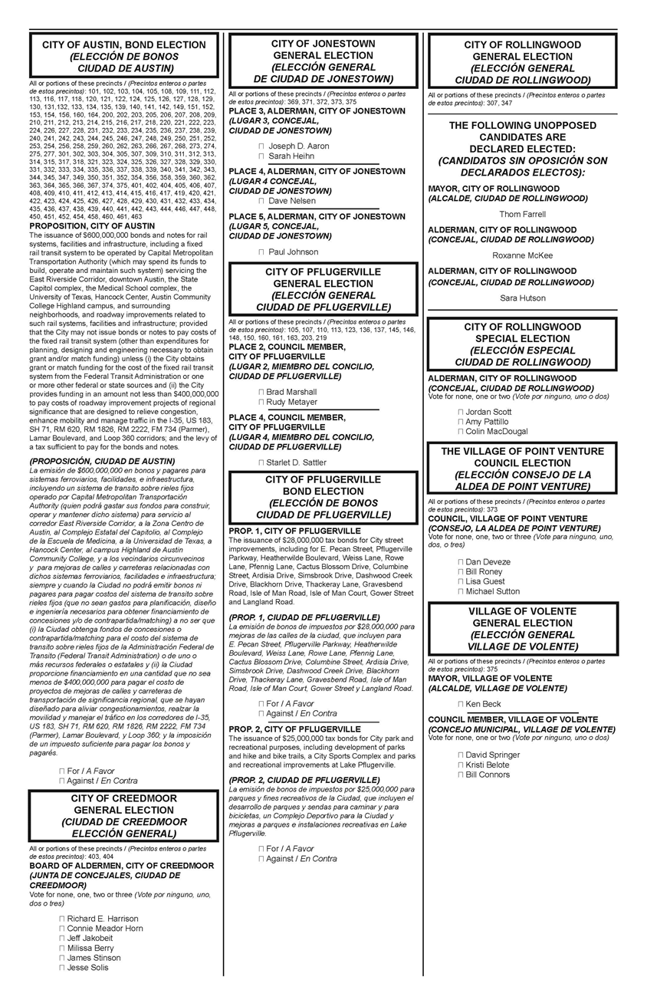 CITY OF AUSTIN, BOND ELECTION
(ELECCIÓN DE BONOS
CIUDAD DE AUSTIN)
All or portions of these precincts / (Precintos enteros o partes
de estos precintos): 101, 102, 103, 104, 105, 108, 109, 111, 112,
113, 116, 117, 118, 120, 121, 122, 124, 125, 126, 127, 128, 129,
130, 131,132, 133, 134, 135, 139, 140, 141, 142, 149, 151, 152,
153, 154, 156, 160, 164, 200, 202, 203, 205, 206, 207, 208, 209,
210, 211, 212, 213, 214, 215, 216, 217, 218, 220, 221, 222, 223,
224, 226, 227, 228, 231, 232, 233, 234, 235, 236, 237, 238, 239,
240, 241, 242, 243, 244, 245, 246, 247, 248, 249, 250, 251, 252,
253, 254, 256, 258, 259, 260, 262, 263, 266, 267, 268, 273, 274,
275, 277, 301, 302, 303, 304, 305, 307, 309, 310, 311, 312, 313,
314, 315, 317, 318, 321, 323, 324, 325, 326, 327, 328, 329, 330,
331, 332, 333, 334, 335, 336, 337, 338, 339, 340, 341, 342, 343,
344, 345, 347, 349, 350, 351, 352, 354, 356, 358, 359, 360, 362,
363, 364, 365, 366, 367, 374, 375, 401, 402, 404, 405, 406, 407,
408, 409, 410, 411, 412, 413, 414, 415, 416, 417, 419, 420, 421,
422, 423, 424, 425, 426, 427, 428, 429, 430, 431, 432, 433, 434,
435, 436, 437, 438, 439, 440, 441, 442, 443, 444, 446, 447, 448,
450, 451, 452, 454, 458, 460, 461, 463
PROPOSITION, CITY OF AUSTIN
The issuance of $600,000,000 bonds and notes for rail
systems, facilities and infrastructure, including a fixed
rail transit system to be operated by Capital Metropolitan
Transportation Authority (which may spend its funds to
build, operate and maintain such system) servicing the
East Riverside Corridor, downtown Austin, the State
Capitol complex, the Medical School complex, the
University of Texas, Hancock Center, Austin Community
College Highland campus, and surrounding
neighborhoods, and roadway improvements related to
such rail systems, facilities and infrastructure; provided
that the City may not issue bonds or notes to pay costs of
the fixed rail transit system (other than expenditures for
planning, designing and engineering necessary to obtain
grant and/or match funding) unless (i) the City obtains
grant or match funding for the cost of the fixed rail transit
system from the Federal Transit Administration or one
or more other federal or state sources and (ii) the City
provides funding in an amount not less than $400,000,000
to pay costs of roadway improvement projects of regional
significance that are designed to relieve congestion,
enhance mobility and manage traffic in the I-35, US 183,
SH 71, RM 620, RM 1826, RM 2222, FM 734 (Parmer),
Lamar Boulevard, and Loop 360 corridors; and the levy of
a tax sufficient to pay for the bonds and notes.
(PROPOSICIÓN, CIUDAD DE AUSTIN)
La emisión de $600,000,000 en bonos y pagares para
sistemas ferroviarios, facilidades, e infraestructura,
incluyendo un sistema de transito sobre rieles fijos
operado por Capital Metropolitan Transportación
Authority (quien podrá gastar sus fondos para construir,
operar y mantener dicho sistema) para servicio al
corredor East Riverside Corridor, a la Zona Centro de
Austin, al Complejo Estatal del Capitolio, al Complejo
de la Escuela de Medicina, a la Universidad de Texas, a
Hancock Center, al campus Highland de Austin
Community College, y a los vecindarios circunvecinos
y  para mejoras de calles y carreteras relacionadas con
dichos sistemas ferroviarios, facilidades e infraestructura;
siempre y cuando la Ciudad no podrá emitir bonos ni
pagares para pagar costos del sistema de transito sobre
rieles fijos (que no sean gastos para planificación, diseño
e ingeniería necesarios para obtener financiamiento de
concesiones y/o de contrapartida/matching) a no ser que
(i) la Ciudad obtenga fondos de concesiones o
contrapartida/matching para el costo del sistema de
transito sobre rieles fijos de la Administración Federal de
Transito (Federal Transit Administration) o de uno o
más recursos federales o estatales y (ii) la Ciudad
proporcione financiamiento en una cantidad que no sea
menos de $400,000,000 para pagar el costo de
proyectos de mejoras de calles y carreteras de
transportación de significancia regional, que se hayan
diseñado para aliviar congestionamientos, realzar la
movilidad y manejar el tráfico en los corredores de I-35,
US 183, SH 71, RM 620, RM 1826, RM 2222, FM 734
(Parmer), Lamar Boulevard, y Loop 360; y la imposición
de un impuesto suficiente para pagar los bonos y
pagarés.
For / A Favor
Against / En Contra
CITY OF CREEDMOOR
GENERAL ELECTION
(CIUDAD DE CREEDMOOR
ELECCIÓN GENERAL)
All or portions of these precincts / (Precintos enteros o partes
de estos precintos): 403, 404
BOARD OF ALDERMEN, CITY OF CREEDMOOR
(JUNTA DE CONCEJALES, CIUDAD DE
CREEDMOOR)
Vote for none, one, two or three (Vote por ninguno, uno,
dos o tres)
Richard E. Harrison
Connie Meador Horn
Jeff Jakobeit
Milissa Berry
James Stinson
Jesse Solis
CITY OF JONESTOWN
GENERAL ELECTION
(ELECCIÓN GENERAL
DE CIUDAD DE JONESTOWN)
All or portions of these precincts / (Precintos enteros o partes
de estos precintos): 369, 371, 372, 373, 375
PLACE 3, ALDERMAN, CITY OF JONESTOWN
(LUGAR 3, CONCEJAL,
CIUDAD DE JONESTOWN)
Joseph D. Aaron
Sarah Heihn
PLACE 4, ALDERMAN, CITY OF JONESTOWN
(LUGAR 4 CONCEJAL,
CIUDAD DE JONESTOWN)
Dave Nelsen
PLACE 5, ALDERMAN, CITY OF JONESTOWN
(LUGAR 5, CONCEJAL,
CIUDAD DE JONESTOWN)
Paul Johnson
CITY OF PFLUGERVILLE
GENERAL ELECTION
(ELECCIÓN GENERAL
CIUDAD DE PFLUGERVILLE)
All or portions of these precincts / (Precintos enteros o partes
de estos precintos): 105, 107, 110, 113, 123, 136, 137, 145, 146,
148, 150, 160, 161, 163, 203, 219
PLACE 2, COUNCIL MEMBER,
CITY OF PFLUGERVILLE
(LUGAR 2, MIEMBRO DEL CONCILIO,
CIUDAD DE PFLUGERVILLE)
Brad Marshall
Rudy Metayer
PLACE 4, COUNCIL MEMBER,
CITY OF PFLUGERVILLE
(LUGAR 4, MIEMBRO DEL CONCILIO,
CIUDAD DE PFLUGERVILLE)
Starlet D. Sattler
CITY OF PFLUGERVILLE
BOND ELECTION
(ELECCIÓN DE BONOS
CIUDAD DE PFLUGERVILLE)
PROP. 1, CITY OF PFLUGERVILLE
The issuance of $28,000,000 tax bonds for City street
improvements, including for E. Pecan Street, Pflugerville
Parkway, Heatherwilde Boulevard, Weiss Lane, Rowe
Lane, Pfennig Lane, Cactus Blossom Drive, Columbine
Street, Ardisia Drive, Simsbrook Drive, Dashwood Creek
Drive, Blackhorn Drive, Thackeray Lane, Gravesbend
Road, Isle of Man Road, Isle of Man Court, Gower Street
and Langland Road.
(PROP. 1, CIUDAD DE PFLUGERVILLE)
La emisión de bonos de impuestos por $28,000,000 para
mejoras de las calles de la ciudad, que incluyen para
E. Pecan Street, Pflugerville Parkway, Heatherwilde
Boulevard, Weiss Lane, Rowe Lane, Pfennig Lane,
Cactus Blossom Drive, Columbine Street, Ardisia Drive,
Simsbrook Drive, Dashwood Creek Drive, Blackhorn
Drive, Thackeray Lane, Gravesbend Road, Isle of Man
Road, Isle of Man Court, Gower Street y Langland Road.
For / A Favor
Against / En Contra
PROP. 2, CITY OF PFLUGERVILLE
The issuance of $25,000,000 tax bonds for City park and
recreational purposes, including development of parks
and hike and bike trails, a City Sports Complex and parks
and recreational improvements at Lake Pflugerville.
(PROP. 2, CIUDAD DE PFLUGERVILLE)
La emisión de bonos de impuestos por $25,000,000 para
parques y fines recreativos de la Ciudad, que incluyen el
desarrollo de parques y sendas para caminar y para
bicicletas, un Complejo Deportivo para la Ciudad y
mejoras a parques e instalaciones recreativas en Lake
Pflugerville.
For / A Favor
Against / En Contra
CITY OF ROLLINGWOOD
GENERAL ELECTION
(ELECCIÓN GENERAL
CIUDAD DE ROLLINGWOOD)
All or portions of these precincts / (Precintos enteros o partes
de estos precintos): 307, 347
THE FOLLOWING UNOPPOSED
CANDIDATES ARE
DECLARED ELECTED:
(CANDIDATOS SIN OPOSICIÓN SON
DECLARADOS ELECTOS):
MAYOR, CITY OF ROLLINGWOOD
(ALCALDE, CIUDAD DE ROLLINGWOOD)
Thom Farrell
ALDERMAN, CITY OF ROLLINGWOOD
(CONCEJAL, CIUDAD DE ROLLINGWOOD)
Roxanne McKee
ALDERMAN, CITY OF ROLLINGWOOD
(CONCEJAL, CIUDAD DE ROLLINGWOOD)
Sara Hutson
CITY OF ROLLINGWOOD
SPECIAL ELECTION
(ELECCIÓN ESPECIAL
CIUDAD DE ROLLINGWOOD)
ALDERMAN, CITY OF ROLLINGWOOD
(CONCEJAL, CIUDAD DE ROLLINGWOOD)
Vote for none, one or two (Vote por ninguno, uno o dos)
Jordan Scott
Amy Pattillo
Colin MacDougal
THE VILLAGE OF POINT VENTURE
COUNCIL ELECTION
(ELECCIÓN CONSEJO DE LA
ALDEA DE POINT VENTURE)
All or portions of these precincts / (Precintos enteros o partes
de estos precintos): 373
COUNCIL, VILLAGE OF POINT VENTURE
(CONSEJO, LA ALDEA DE POINT VENTURE)
Vote for none, one, two or three (Vote para ninguno, uno,
dos, o tres)
Dan Deveze
Bill Roney
Lisa Guest
Michael Sutton
VILLAGE OF VOLENTE
GENERAL ELECTION
(ELECCIÓN GENERAL
VILLAGE DE VOLENTE)
All or portions of these precincts / (Precintos enteros o partes
de estos precintos): 375
MAYOR, VILLAGE OF VOLENTE
(ALCALDE, VILLAGE DE VOLENTE)
Ken Beck
COUNCIL MEMBER, VILLAGE OF VOLENTE
(CONCEJO MUNICIPAL, VILLAGE DE VOLENTE)
Vote for none, one or two (Vote por ninguno, uno o dos)
David Springer
Kristi Belote
Bill Connors